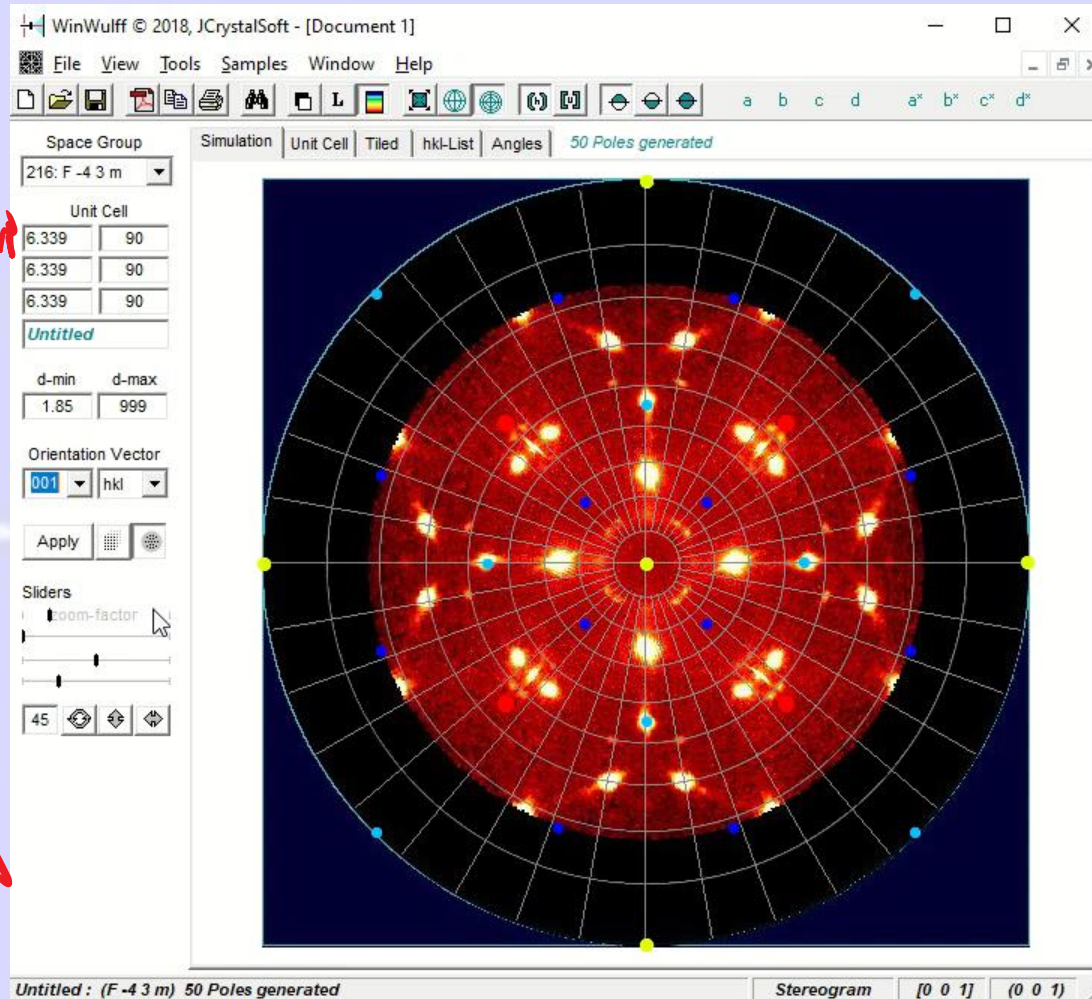 WinWulff © 2018, JCrystalSoft - [Document 1]
File View Tools Samples Window Help
L a b c d a* b* c* d*
Space Group
216: F -4 3 m
Simulation Unit Cell Tiled hkl-List Angles 50 Poles generated
Unit Cell
6.339 90
6.339 90
6.339 90
Untitled
d-min d-max
1.85 999
Orientation Vector
001 hkl
Apply
Sliders
zoom-factor
45
Untitled : (F -4 3 m) 50 Poles generated Stereogram [0 0 1] (0 0 1)